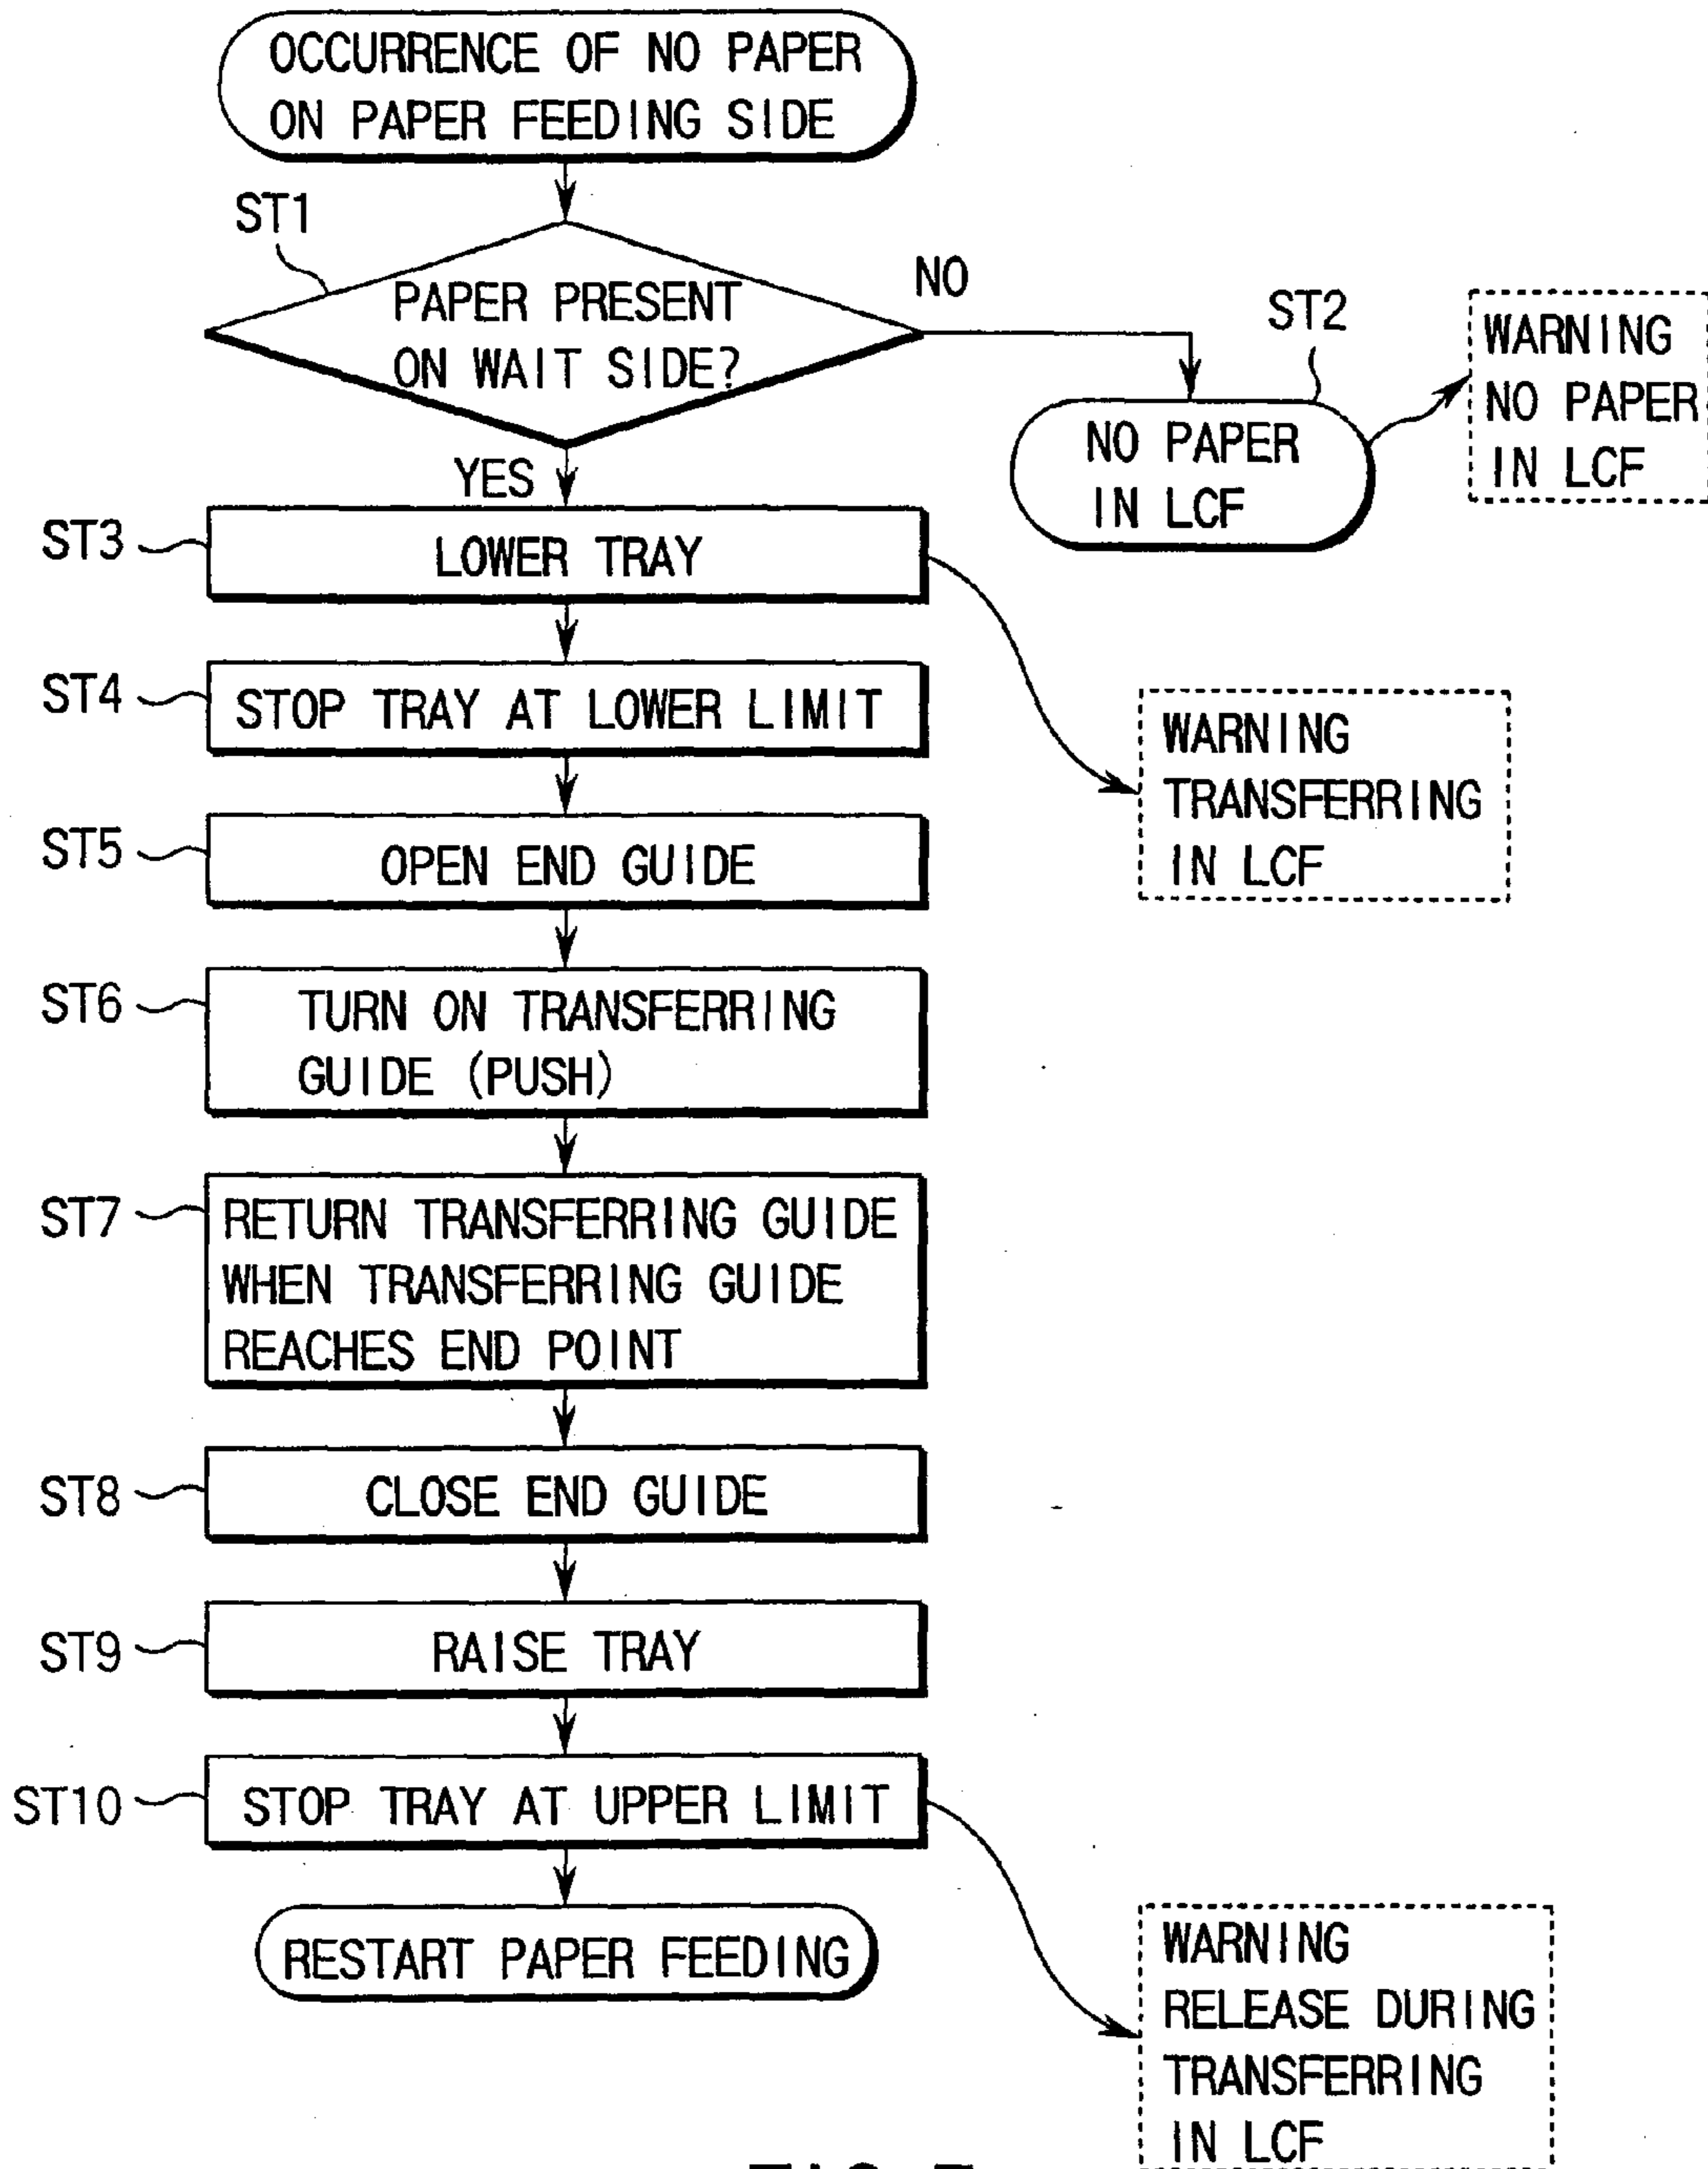 OCCURRENCE OF NO PAPER
ON PAPER FEEDING SIDE
ST1
PAPER PRESENT
ON WAIT SIDE?
NO
YES
ST2
NO PAPER
IN LCF
WARNING
NO PAPER
IN LCF
ST3
LOWER TRAY
WARNING
TRANSFERRING
IN LCF
ST4
STOP TRAY AT LOWER LIMIT
ST5
OPEN END GUIDE
ST6
TURN ON TRANSFERRING
GUIDE (PUSH)
ST7
RETURN TRANSFERRING GUIDE
WHEN TRANSFERRING GUIDE
REACHES END POINT
ST8
CLOSE END GUIDE
ST9
RAISE TRAY
ST10
STOP TRAY AT UPPER LIMIT
RESTART PAPER FEEDING
WARNING
RELEASE DURING
TRANSFERRING
IN LCF